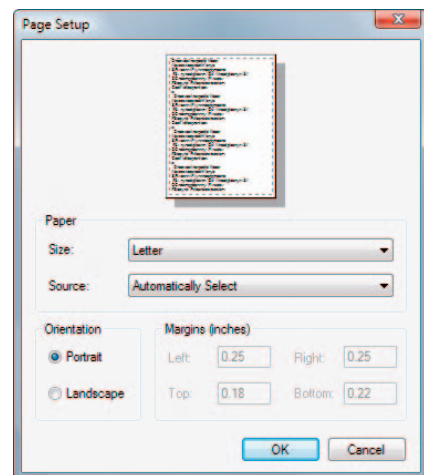 Page Setup
Paper
Size: Letter
Source: Automatically Select
Orientation
Portrait
Landscape
Margins (inches)
Left: 0.25 Right: 0.25
Top: 0.18 Bottom: 0.22
OK Cancel